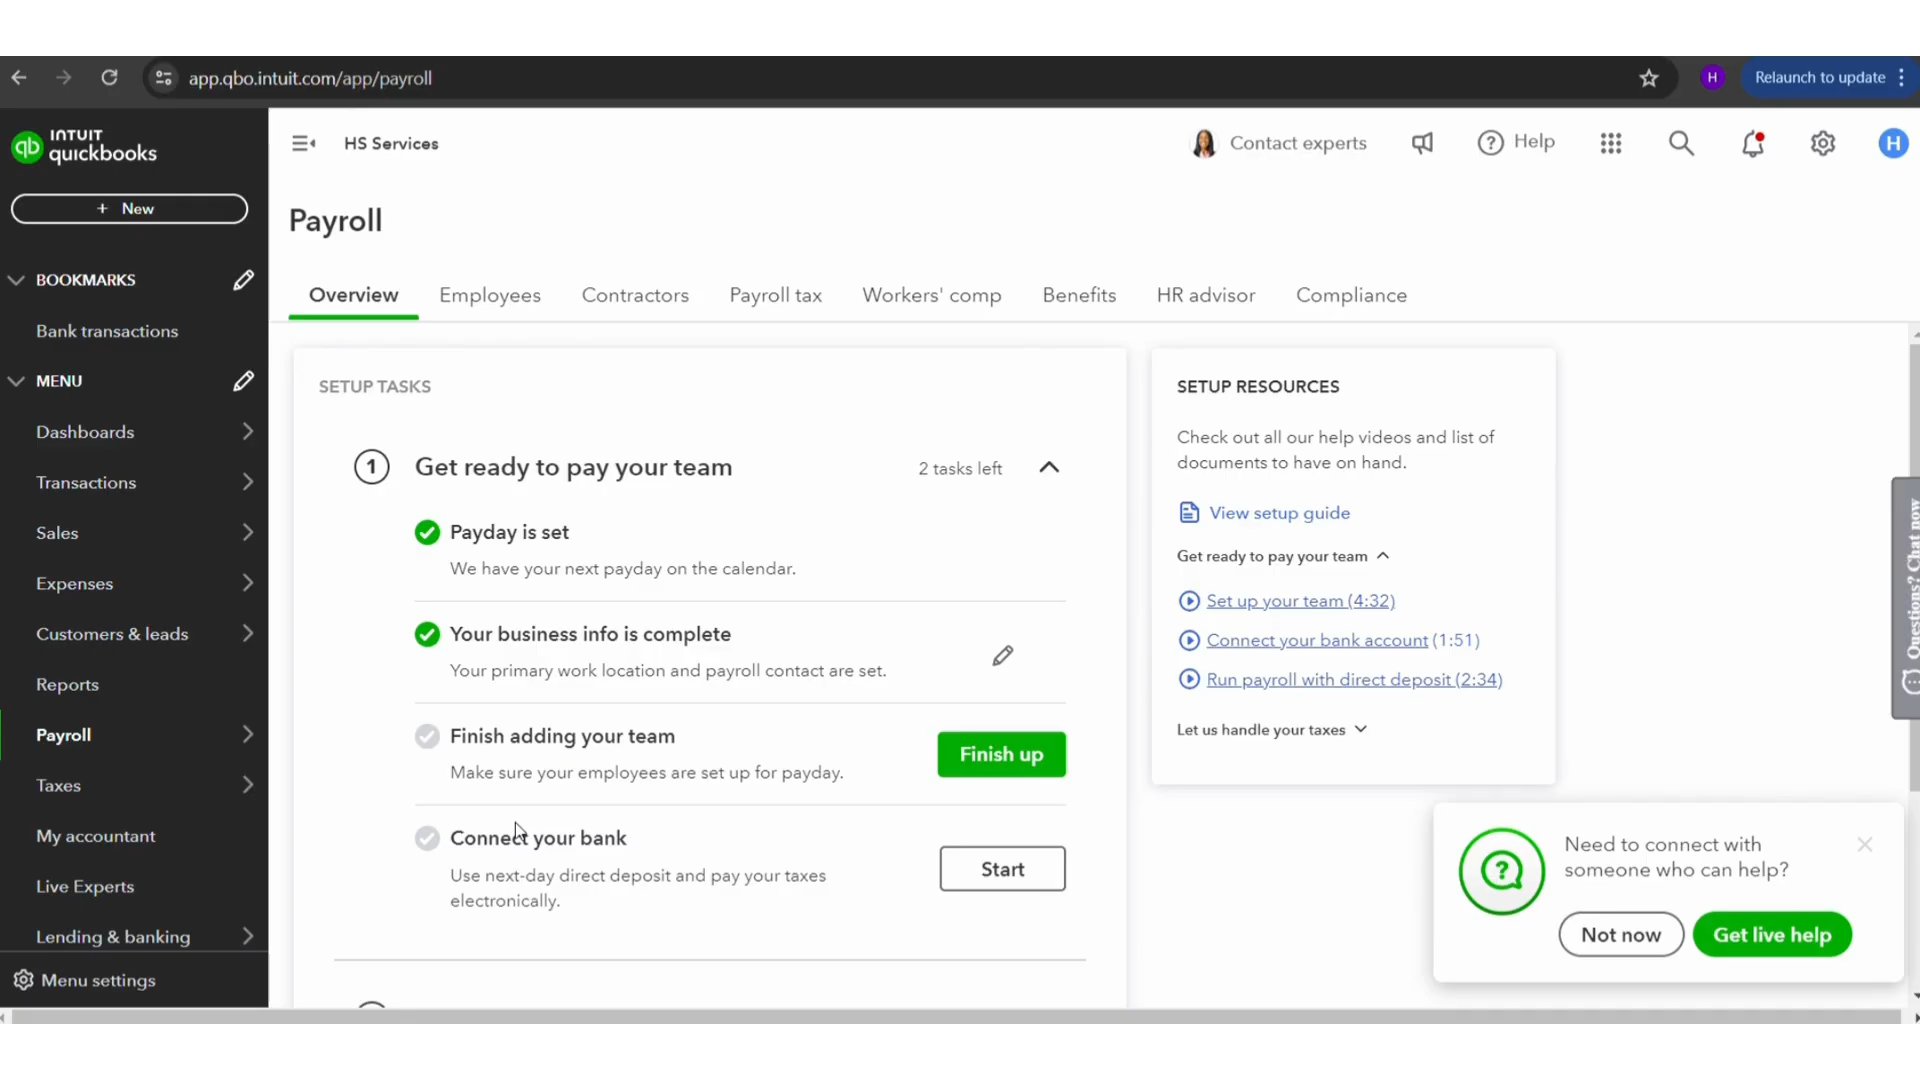 app.qbo.intuit.com/app/payroll
H
Relaunch to update
INTUIT
quickbooks
qb
HS Services
Contact experts
Help
H
+ New
Payroll
BOOKMARKS
Bank transactions
MENU
Dashboards
Transactions
Sales
Expenses
Customers & leads
Reports
Payroll
Taxes
My accountant
Live Experts
Lending & banking
Menu settings
Overview
Employees
Contractors
Payroll tax
Workers' comp
Benefits
HR advisor
Compliance
SETUP TASKS
1
Get ready to pay your team
2 tasks left
Payday is set
We have your next payday on the calendar.
Your business info is complete
Your primary work location and payroll contact are set.
Finish adding your team
Make sure your employees are set up for payday.
Finish up
Connect your bank
Use next-day direct deposit and pay your taxes
electronically.
Start
SETUP RESOURCES
Check out all our help videos and list of
documents to have on hand.
View setup guide
Get ready to pay your team
Set up your team (4:32)
Connect your bank account (1:51)
Run payroll with direct deposit (2:34)
Let us handle your taxes
Questions? Chat now
Need to connect with
someone who can help?
Not now
Get live help